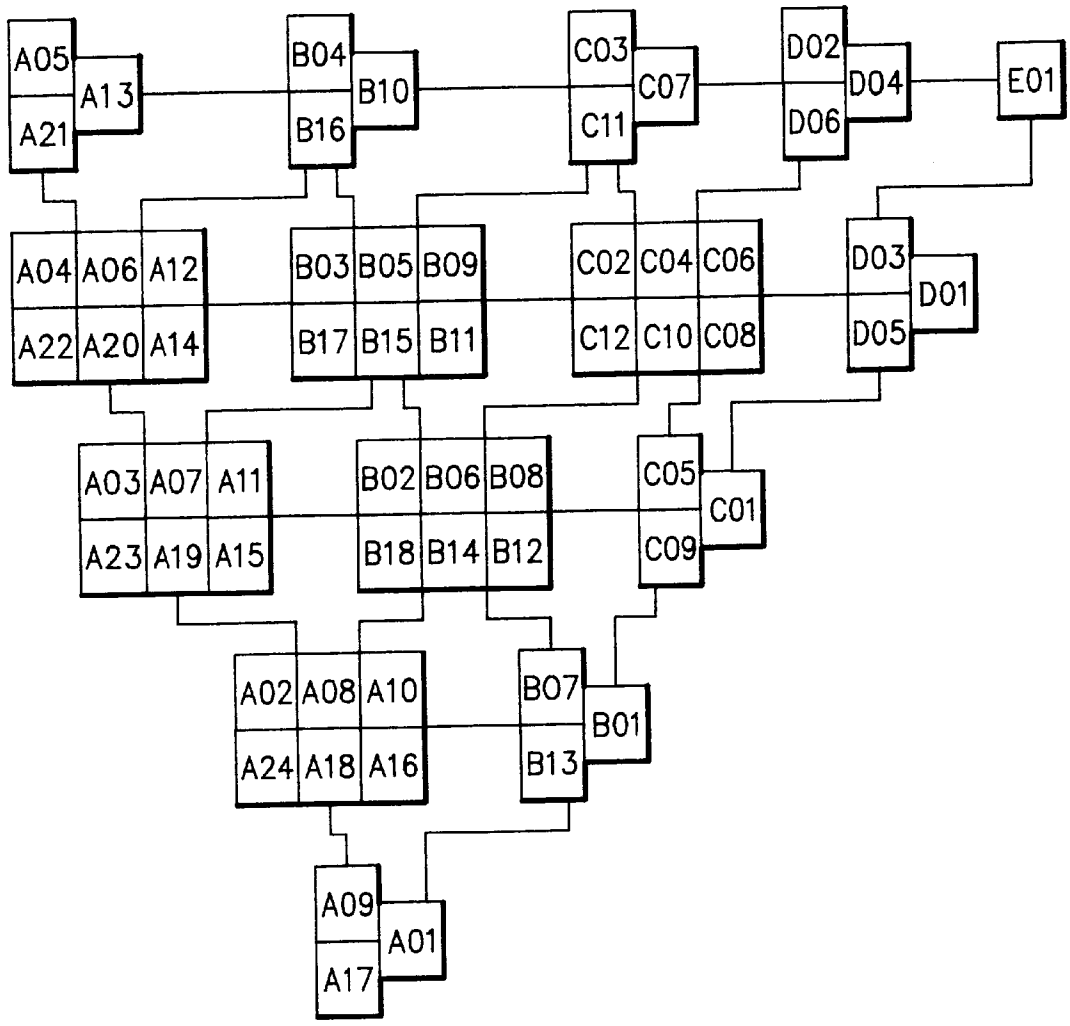 A05 B04 C03 D02
A13 B10 C07 D04 E01
A21 B16 C11 D06
A04 A06 A12 B03 B05 B09 C02 C04 C06 D03
D01
A22 A20 A14 B17 B15 B11 C12 C10 C08 D05
A03 A07 A11 B02 B06 B08 C05
C01
A23 A19 A15 B18 B14 B12 C09
A02 A08 A10 B07
B01
A24 A18 A16 B13
A09
A01
A17